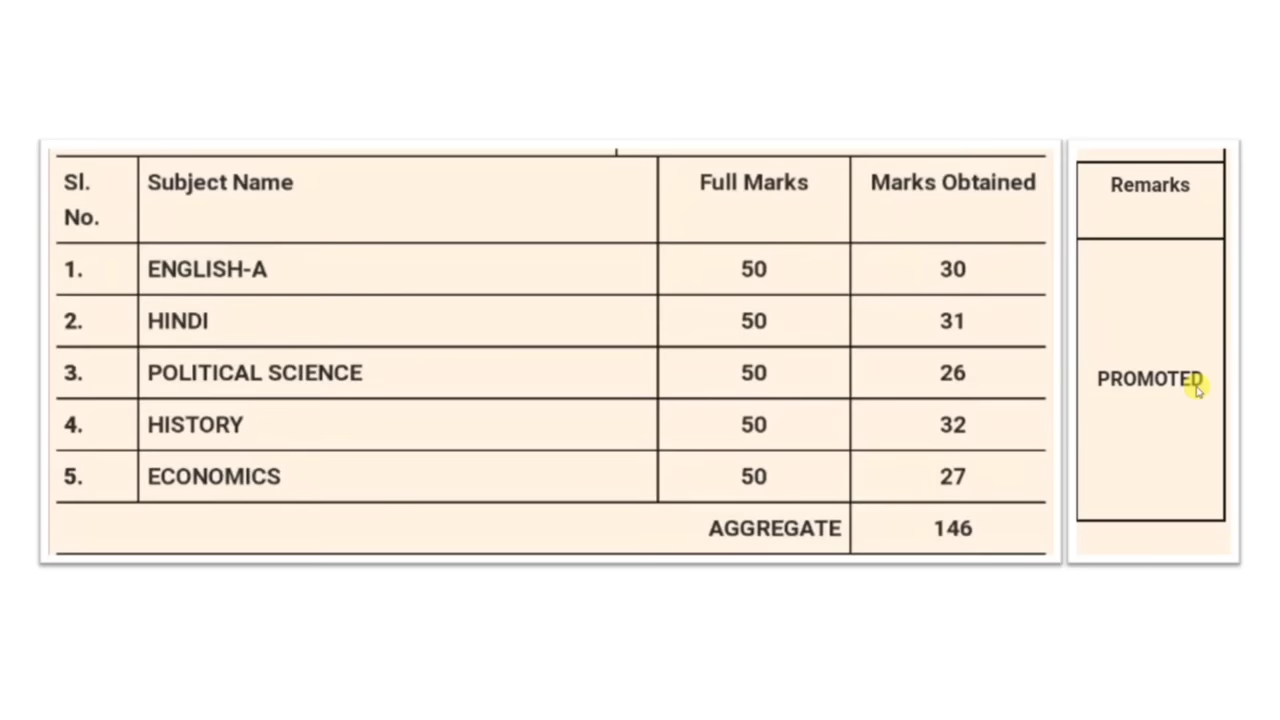 Sl. No. Subject Name Full Marks Marks Obtained Remarks
1. ENGLISH-A 50 30
2. HINDI 50 31
3. POLITICAL SCIENCE 50 26 PROMOTED
4. HISTORY 50 32
5. ECONOMICS 50 27
AGGREGATE 146